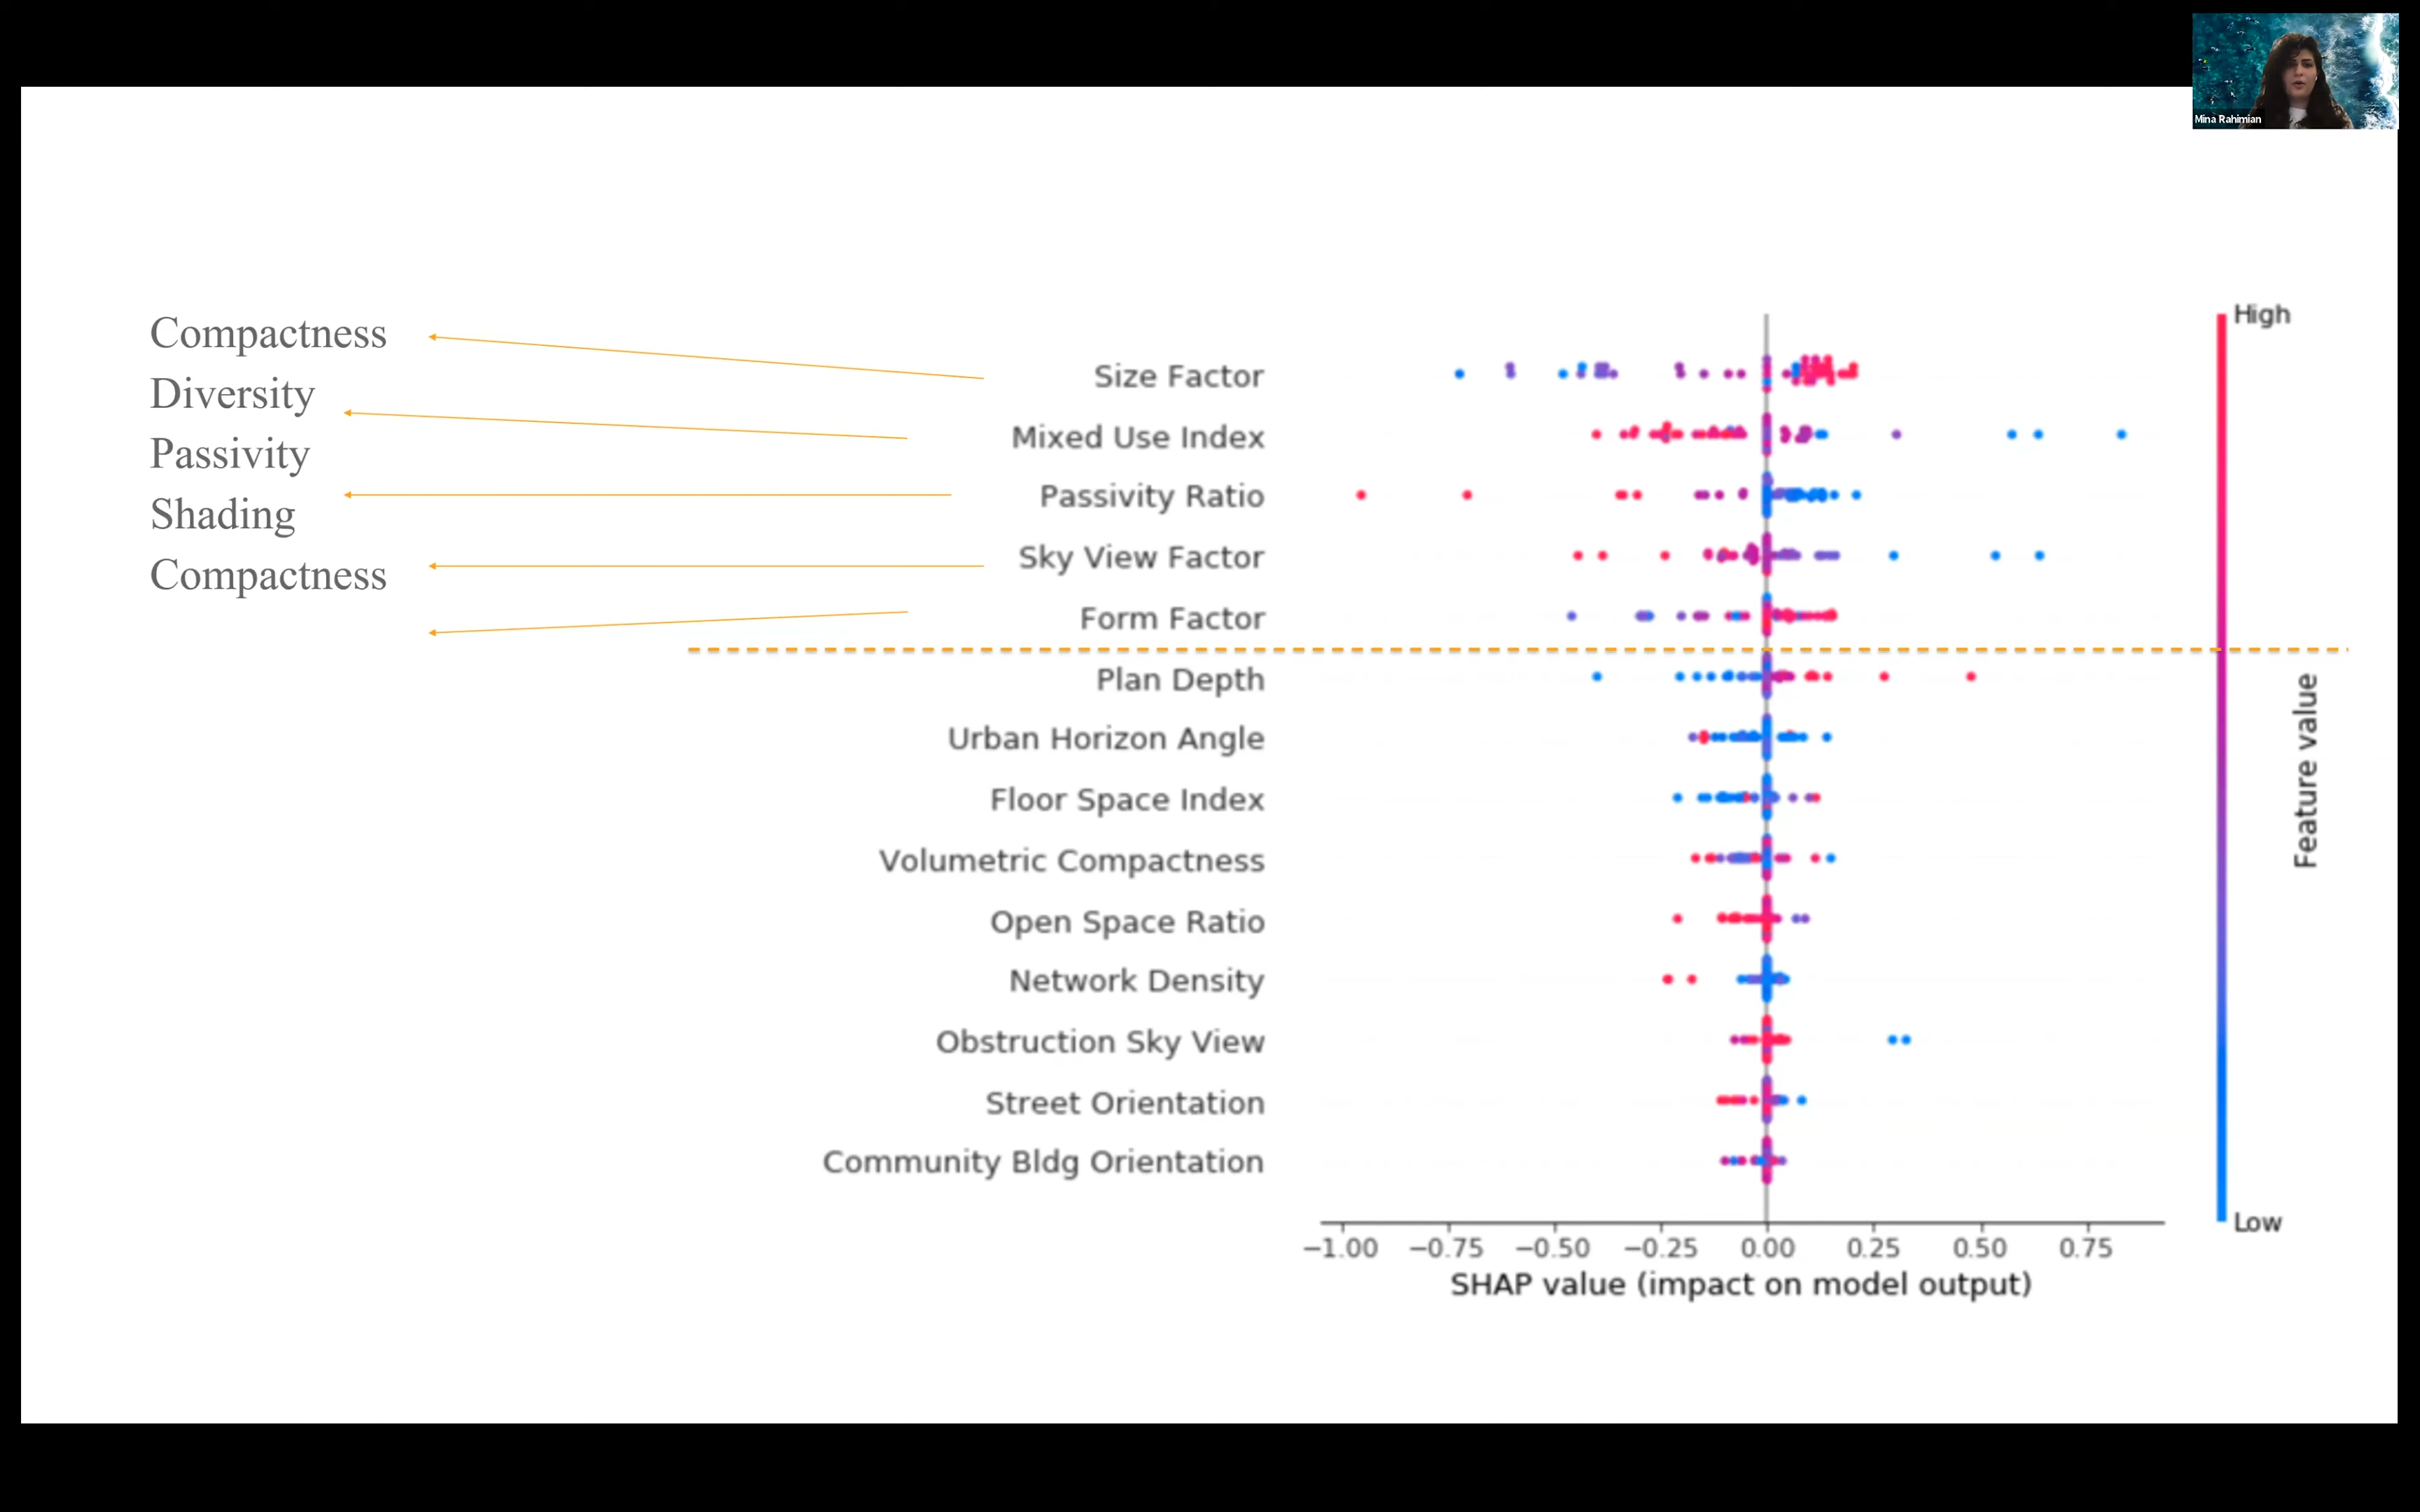 Mina Rahimian
Compactness
Diversity
Passivity
Shading
Compactness
Size Factor
Mixed Use Index
Passivity Ratio
Sky View Factor
Form Factor
Plan Depth
Urban Horizon Angle
Floor Space Index
Volumetric Compactness
Open Space Ratio
Network Density
Obstruction Sky View
Street Orientation
Community Bldg Orientation
−1.00 −0.75 −0.50 −0.25 0.00 0.25 0.50 0.75
SHAP value (impact on model output)
High
Feature value
Low